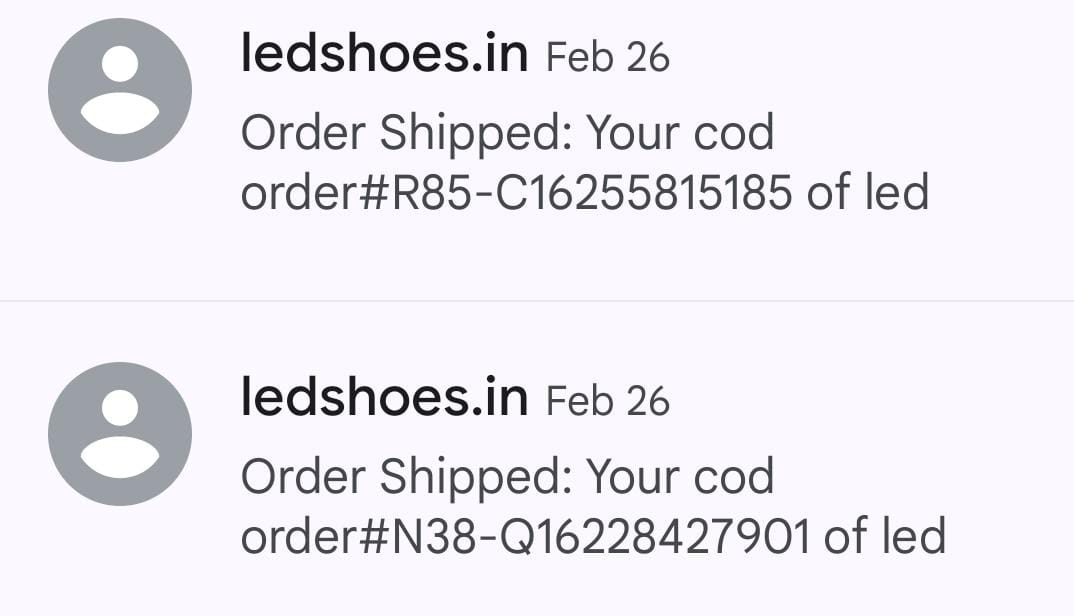 ledshoes.in Feb 26
Order Shipped: Your cod
order#R85-C16255815185 of led
ledshoes.in Feb 26
Order Shipped: Your cod
order#N38-Q16228427901 of led